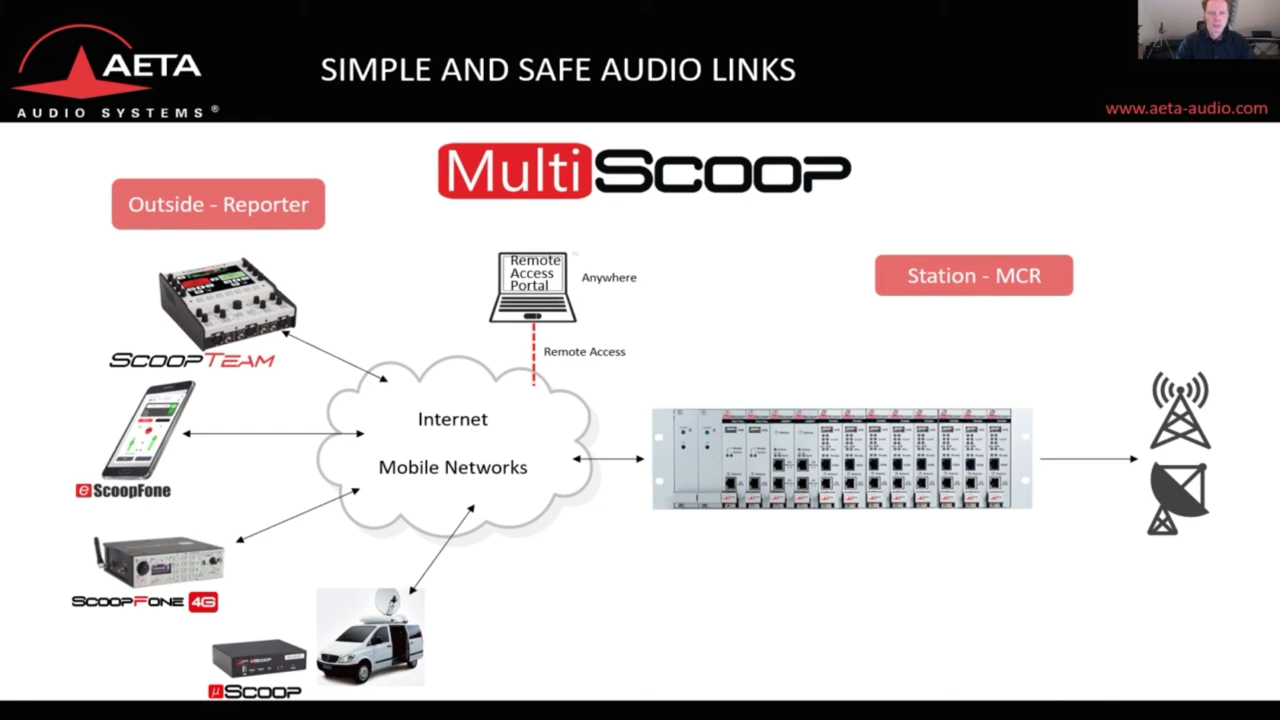 AETA
AUDIO SYSTEMS ®
SIMPLE AND SAFE AUDIO LINKS
www.aeta-audio.com
MultiScoop
Outside - Reporter
Station - MCR
Remote
Access
Portal
Anywhere
Remote Access
SCOOPTEAM
Internet
Mobile Networks
eScoopFone
SCOOPFONE 4G
µSCOOP